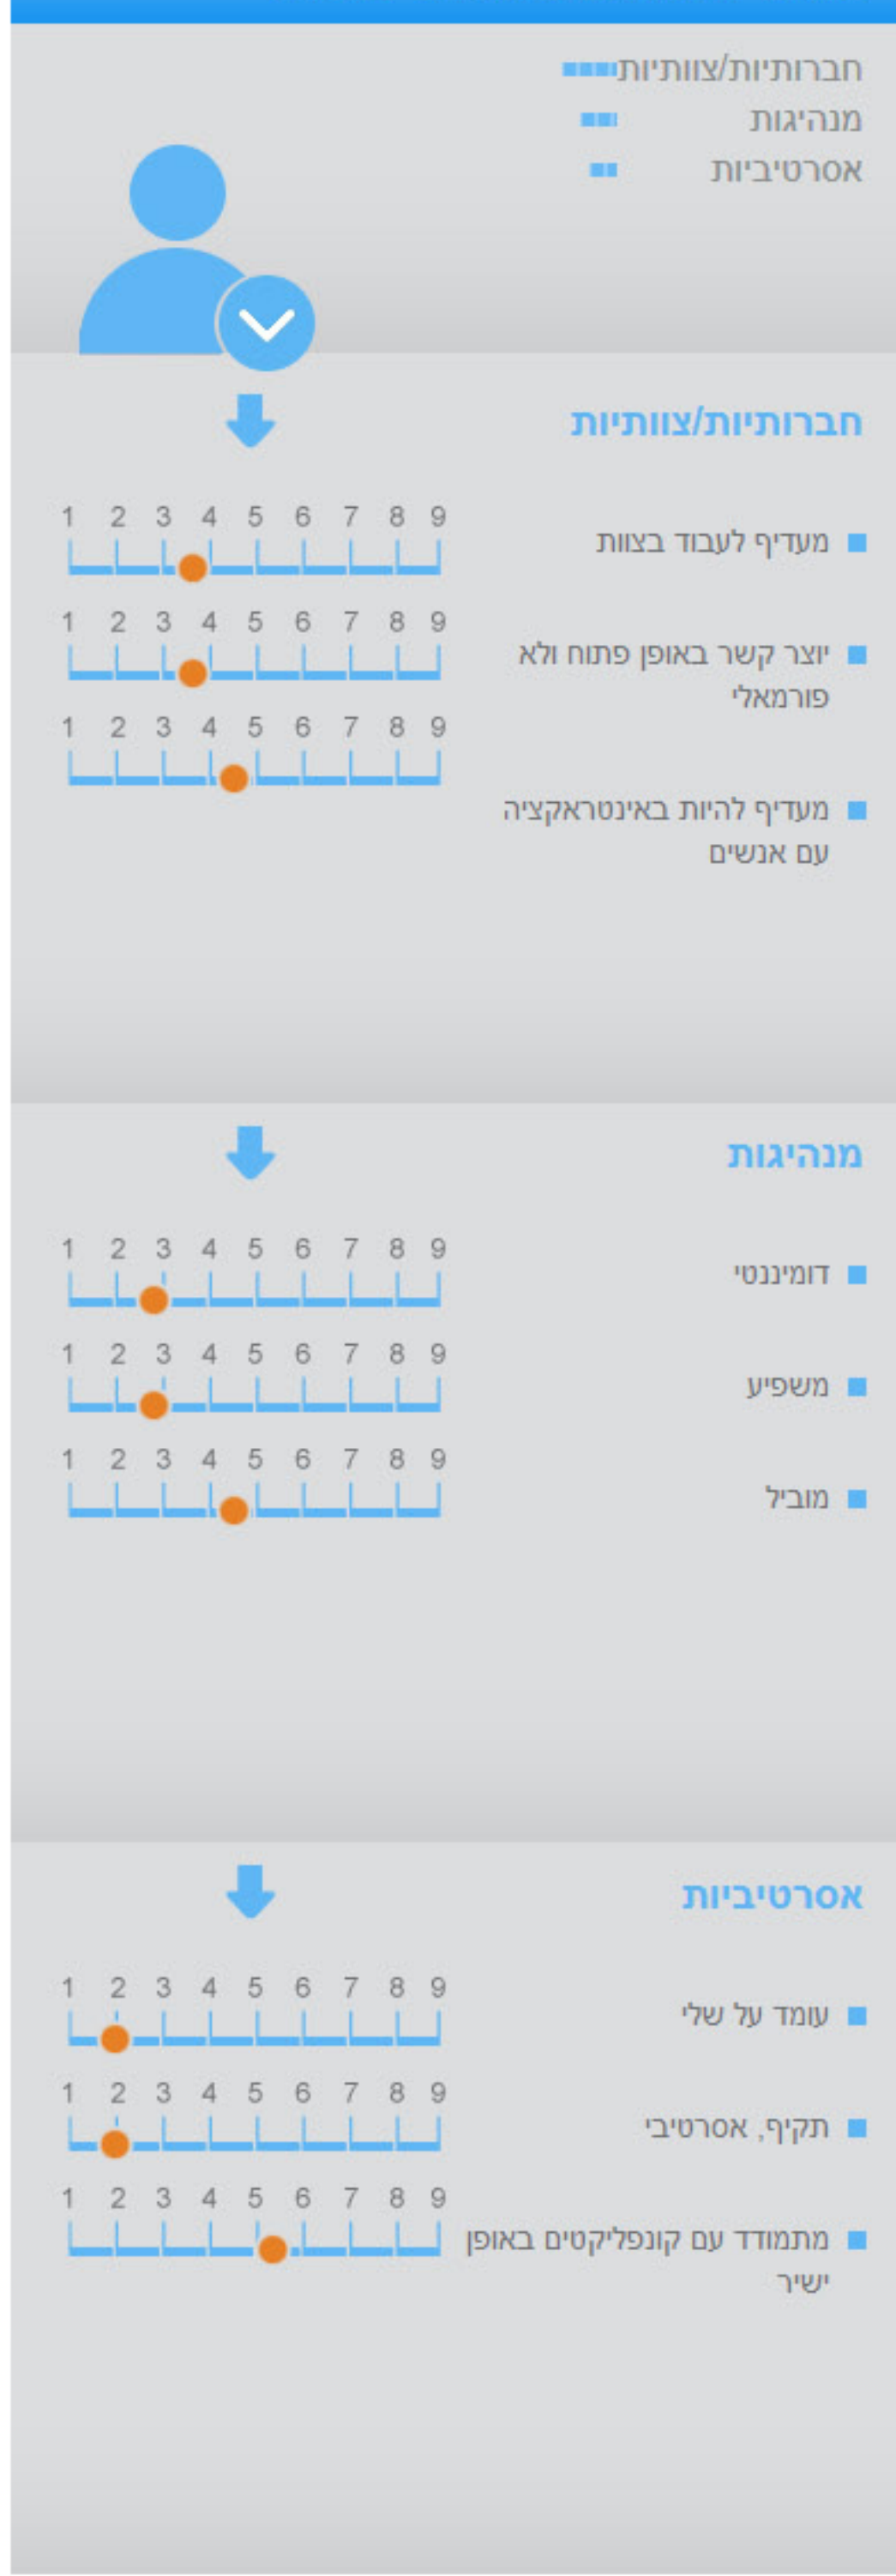 חברותיות/צוותיות
מנהיגות
אסרטיביות
חברותיות/צוותיות
מעדיף לעבוד בצוות
1 2 3 4 5 6 7 8 9
יוצר קשר באופן פתוח ולא
פורמאלי
1 2 3 4 5 6 7 8 9
מעדיף להיות באינטראקציה
עם אנשים
1 2 3 4 5 6 7 8 9
מנהיגות
דומיננטי
1 2 3 4 5 6 7 8 9
משפיע
1 2 3 4 5 6 7 8 9
מוביל
1 2 3 4 5 6 7 8 9
אסרטיביות
עומד על שלי
1 2 3 4 5 6 7 8 9
תקיף, אסרטיבי
1 2 3 4 5 6 7 8 9
מתמודד עם קונפליקטים באופן
ישיר
1 2 3 4 5 6 7 8 9